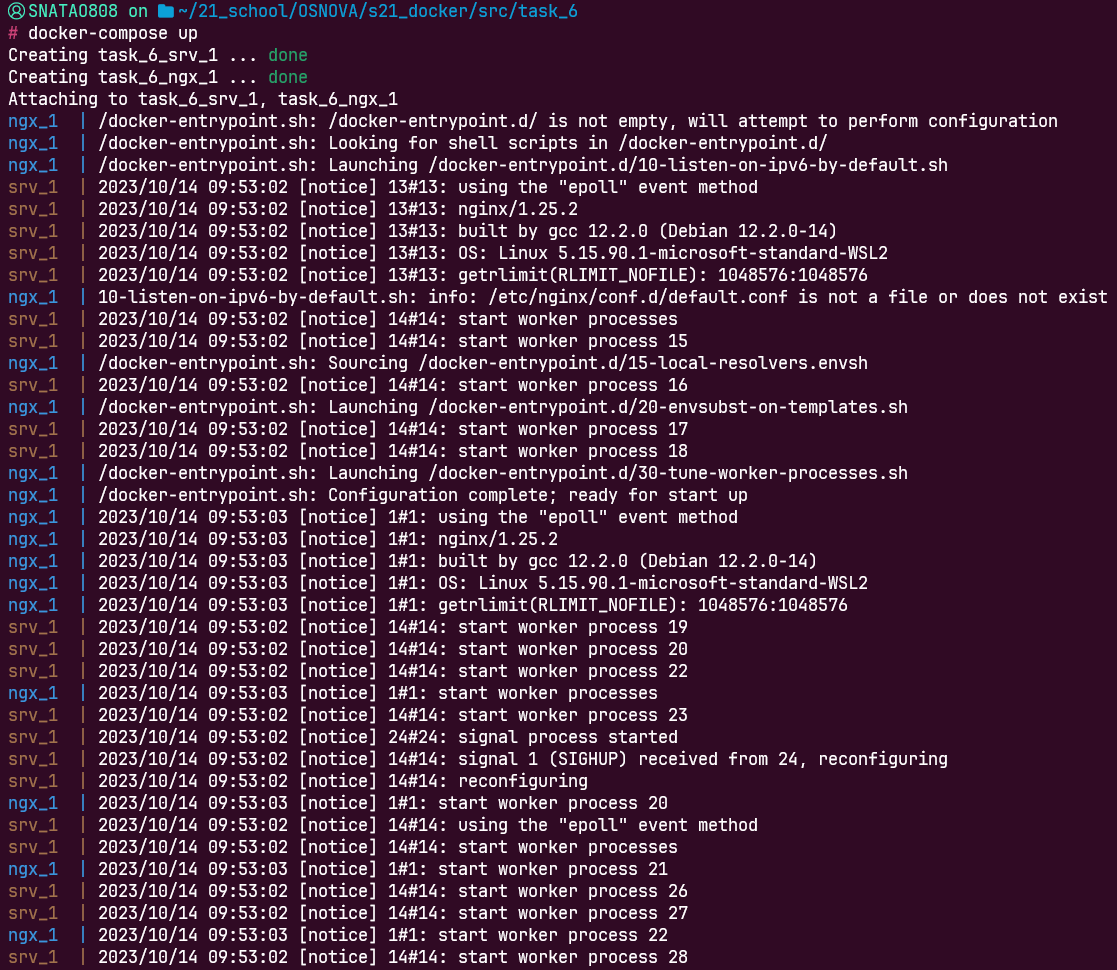 SNATAO808 on ~/21_school/OSNOVA/s21_docker/src/task_6
# docker-compose up
Creating task_6_srv_1 ... done
Creating task_6_ngx_1 ... done
Attaching to task_6_srv_1, task_6_ngx_1
ngx_1  | /docker-entrypoint.sh: /docker-entrypoint.d/ is not empty, will attempt to perform configuration
ngx_1  | /docker-entrypoint.sh: Looking for shell scripts in /docker-entrypoint.d/
ngx_1  | /docker-entrypoint.sh: Launching /docker-entrypoint.d/10-listen-on-ipv6-by-default.sh
srv_1  | 2023/10/14 09:53:02 [notice] 13#13: using the "epoll" event method
srv_1  | 2023/10/14 09:53:02 [notice] 13#13: nginx/1.25.2
srv_1  | 2023/10/14 09:53:02 [notice] 13#13: built by gcc 12.2.0 (Debian 12.2.0-14)
srv_1  | 2023/10/14 09:53:02 [notice] 13#13: OS: Linux 5.15.90.1-microsoft-standard-WSL2
srv_1  | 2023/10/14 09:53:02 [notice] 13#13: getrlimit(RLIMIT_NOFILE): 1048576:1048576
ngx_1  | 10-listen-on-ipv6-by-default.sh: info: /etc/nginx/conf.d/default.conf is not a file or does not exist
srv_1  | 2023/10/14 09:53:02 [notice] 14#14: start worker processes
srv_1  | 2023/10/14 09:53:02 [notice] 14#14: start worker process 15
ngx_1  | /docker-entrypoint.sh: Sourcing /docker-entrypoint.d/15-local-resolvers.envsh
srv_1  | 2023/10/14 09:53:02 [notice] 14#14: start worker process 16
ngx_1  | /docker-entrypoint.sh: Launching /docker-entrypoint.d/20-envsubst-on-templates.sh
srv_1  | 2023/10/14 09:53:02 [notice] 14#14: start worker process 17
srv_1  | 2023/10/14 09:53:02 [notice] 14#14: start worker process 18
ngx_1  | /docker-entrypoint.sh: Launching /docker-entrypoint.d/30-tune-worker-processes.sh
ngx_1  | /docker-entrypoint.sh: Configuration complete; ready for start up
ngx_1  | 2023/10/14 09:53:03 [notice] 1#1: using the "epoll" event method
ngx_1  | 2023/10/14 09:53:03 [notice] 1#1: nginx/1.25.2
ngx_1  | 2023/10/14 09:53:03 [notice] 1#1: built by gcc 12.2.0 (Debian 12.2.0-14)
ngx_1  | 2023/10/14 09:53:03 [notice] 1#1: OS: Linux 5.15.90.1-microsoft-standard-WSL2
ngx_1  | 2023/10/14 09:53:03 [notice] 1#1: getrlimit(RLIMIT_NOFILE): 1048576:1048576
srv_1  | 2023/10/14 09:53:02 [notice] 14#14: start worker process 19
srv_1  | 2023/10/14 09:53:02 [notice] 14#14: start worker process 20
srv_1  | 2023/10/14 09:53:02 [notice] 14#14: start worker process 22
ngx_1  | 2023/10/14 09:53:03 [notice] 1#1: start worker processes
srv_1  | 2023/10/14 09:53:02 [notice] 14#14: start worker process 23
srv_1  | 2023/10/14 09:53:02 [notice] 24#24: signal process started
srv_1  | 2023/10/14 09:53:02 [notice] 14#14: signal 1 (SIGHUP) received from 24, reconfiguring
srv_1  | 2023/10/14 09:53:02 [notice] 14#14: reconfiguring
ngx_1  | 2023/10/14 09:53:03 [notice] 1#1: start worker process 20
srv_1  | 2023/10/14 09:53:02 [notice] 14#14: using the "epoll" event method
srv_1  | 2023/10/14 09:53:02 [notice] 14#14: start worker processes
ngx_1  | 2023/10/14 09:53:03 [notice] 1#1: start worker process 21
srv_1  | 2023/10/14 09:53:02 [notice] 14#14: start worker process 26
srv_1  | 2023/10/14 09:53:02 [notice] 14#14: start worker process 27
ngx_1  | 2023/10/14 09:53:03 [notice] 1#1: start worker process 22
srv_1  | 2023/10/14 09:53:02 [notice] 14#14: start worker process 28